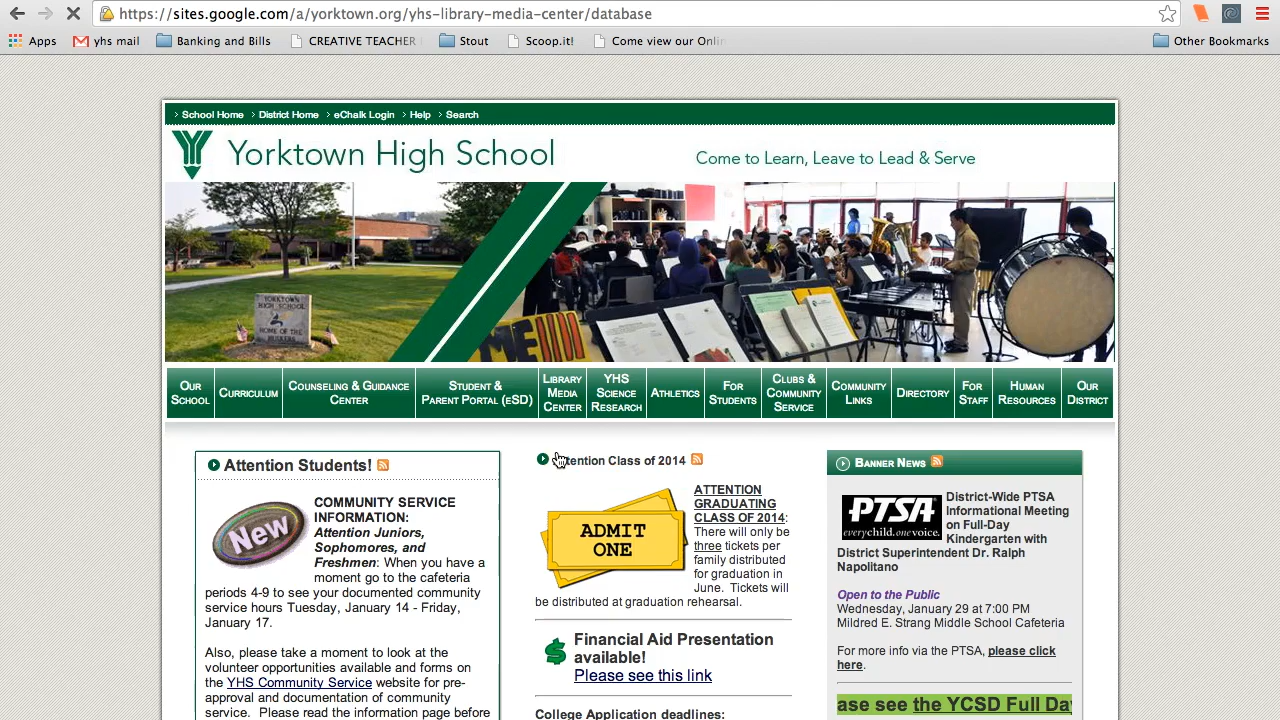 https://sites.google.com/a/yorktown.org/yhs-library-media-center/database
Apps yhs mail Banking and Bills CREATIVE TEACHER Stout Scoop.it! Come view our Onlin Other Bookmarks
School Home District Home eChalk Login Help Search
Yorktown High School
Come to Learn, Leave to Lead & Serve
YORKTOWN
HIGH SCHOOL
HOME OF THE
HUSKERS
YHS
OUR SCHOOL
CURRICULUM
COUNSELING & GUIDANCE CENTER
STUDENT & PARENT PORTAL (eSD)
LIBRARY MEDIA CENTER
YHS SCIENCE RESEARCH
ATHLETICS
FOR STUDENTS
CLUBS & COMMUNITY SERVICE
COMMUNITY LINKS
DIRECTORY
FOR STAFF
HUMAN RESOURCES
OUR DISTRICT
Attention Students!
New
COMMUNITY SERVICE
INFORMATION:
Attention Juniors,
Sophomores, and
Freshmen: When you have a
moment go to the cafeteria
periods 4-9 to see your documented community
service hours Tuesday, January 14 - Friday,
January 17.
Also, please take a moment to look at the
volunteer opportunities available and forms on
the YHS Community Service website for pre-
approval and documentation of community
service. Please read the information page before
Attention Class of 2014
ADMIT
ONE
ATTENTION
GRADUATING
CLASS OF 2014:
There will only be
three tickets per
family distributed
for graduation in
June. Tickets will
be distributed at graduation rehearsal.
Financial Aid Presentation
available!
Please see this link
College Application deadlines:
BANNER NEWS
PTSA
everychild.onevoice.
District-Wide PTSA
Informational Meeting
on Full-Day
Kindergarten with
District Superintendent Dr. Ralph
Napolitano
Open to the Public
Wednesday, January 29 at 7:00 PM
Mildred E. Strang Middle School Cafeteria
For more info via the PTSA, please click
here.
ase see the YCSD Full Day